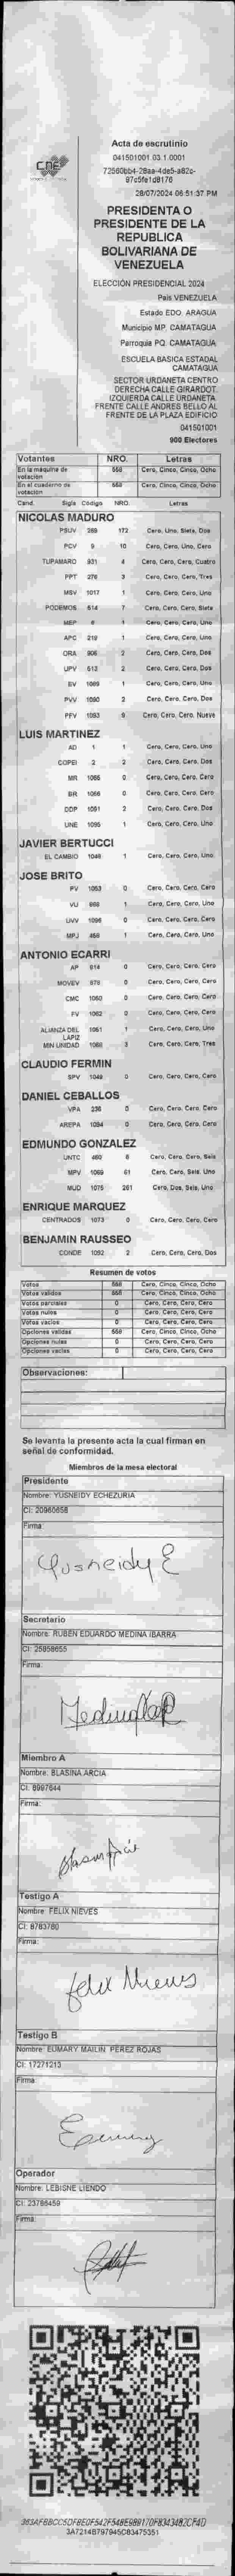 CNE
Acta de escrutinio
041501001.03.1.0001
28/07/2024 06:51:37 PM
PRESIDENTA O
PRESIDENTE DE LA
REPUBLICA
BOLIVARIANA DE
VENEZUELA
ELECCIÓN PRESIDENCIAL 2024
País VENEZUELA
Estado EDO. ARAGUA
Municipio MP. CAMATAGUA
Parroquia PQ. CAMATAGUA
ESCUELA BASICA ESTADAL
CAMATAGUA
SECTOR URDANETA CENTRO
DERECHA CALLE GIRARDOT.
IZQUIERDA CALLE URDANETA.
FRENTE CALLE ANDRES BELLO AL
FRENTE DE LA PLAZA EDIFICIO
041501001
900 Electores
Votantes NRO. Letras
En la máquina de votación 558 Cero, Cinco, Cinco, Ocho
En el cuaderno de votación 558 Cero, Cinco, Cinco, Ocho
Cand. Sigla Código NRO. Letras
NICOLAS MADURO
PSUV 289 172 Cero, Uno, Siete, Dos
PCV 9 10 Cero, Cero, Uno, Cero
TUPAMARO 931 4 Cero, Cero, Cero, Cuatro
PPT 276 3 Cero, Cero, Cero, Tres
MSV 1017 1 Cero, Cero, Cero, Uno
PODEMOS 514 7 Cero, Cero, Cero, Siete
MEP 6 1 Cero, Cero, Cero, Uno
APC 219 1 Cero, Cero, Cero, Uno
ORA 906 2 Cero, Cero, Cero, Dos
UPV 512 2 Cero, Cero, Cero, Dos
EV 1089 1 Cero, Cero, Cero, Uno
PVV 1090 2 Cero, Cero, Cero, Dos
PFV 1093 9 Cero, Cero, Cero, Nueve
LUIS MARTINEZ
AD 1 1 Cero, Cero, Cero, Uno
COPEI 2 2 Cero, Cero, Cero, Dos
MR 1065 0 Cero, Cero, Cero, Cero
BR 1066 0 Cero, Cero, Cero, Cero
DDP 1081 2 Cero, Cero, Cero, Dos
UNE 1095 1 Cero, Cero, Cero, Uno
JAVIER BERTUCCI
EL CAMBIO 1048 1 Cero, Cero, Cero, Uno
JOSE BRITO
PV 1053 0 Cero, Cero, Cero, Cero
VU 1 Cero, Cero, Cero, Uno
UVV 1096 0 Cero, Cero, Cero, Cero
MPJ 455 1 Cero, Cero, Cero, Uno
ANTONIO ECARRI
AP 914 0 Cero, Cero, Cero, Cero
MOVEV 0 Cero, Cero, Cero, Cero
CMC 1060 0 Cero, Cero, Cero, Cero
FV 1062 0 Cero, Cero, Cero, Cero
ALIANZA DEL LAPIZ 1051 1 Cero, Cero, Cero, Uno
MIN UNIDAD 1088 3 Cero, Cero, Cero, Tres
CLAUDIO FERMIN
SPV 1049 0 Cero, Cero, Cero, Cero
DANIEL CEBALLOS
VPA 236 0 Cero, Cero, Cero, Cero
AREPA 1094 0 Cero, Cero, Cero, Cero
EDMUNDO GONZALEZ
UNTC 460 6 Cero, Cero, Cero, Seis
MPV 1069 61 Cero, Cero, Seis, Uno
MUD 1075 261 Cero, Dos, Seis, Uno
ENRIQUE MARQUEZ
CENTRADOS 1073 0 Cero, Cero, Cero, Cero
BENJAMIN RAUSSEO
CONDE 1092 2 Cero, Cero, Cero, Dos
Resumen de votos
Votos 558 Cero, Cinco, Cinco, Ocho
Votos válidos 558 Cero, Cinco, Cinco, Ocho
Votos parciales 0 Cero, Cero, Cero, Cero
Votos nulos 0 Cero, Cero, Cero, Cero
Votos vacíos 0 Cero, Cero, Cero, Cero
Opciones válidas 558 Cero, Cinco, Cinco, Ocho
Opciones nulas 0 Cero, Cero, Cero, Cero
Opciones vacías 0 Cero, Cero, Cero, Cero
Observaciones:
Se levanta la presente acta la cual firman en
señal de conformidad.
Miembros de la mesa electoral
Presidente
Nombre: YUSNEIDY ECHEZURIA
CI: 20960658
Firma:
Yusneidy E
Secretario
Nombre: RUBEN EDUARDO MEDINA IBARRA
CI: 25958655
Firma:
Miembro A
Nombre: BLASINA ARCIA
CI: 8997644
Firma:
Testigo A
Nombre: FELIX NIEVES
CI: 8783780
Firma:
Felix Nieves
Testigo B
Nombre: EUMARY MAILIN PEREZ ROJAS
CI: 17271213
Firma:
Operador
Nombre: LEBISNE LIENDO
CI: 23786459
Firma:
3A7214B797945C83475351